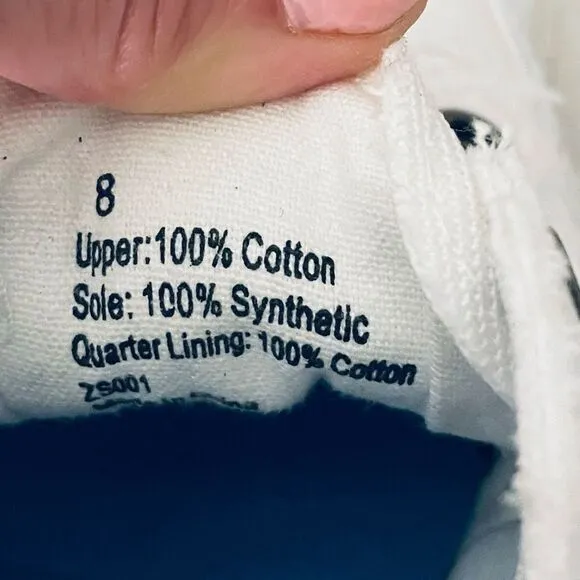 8
Upper:100% Cotton
Sole: 100% Synthetic
Quarter Lining: 100% Cotton
ZS001